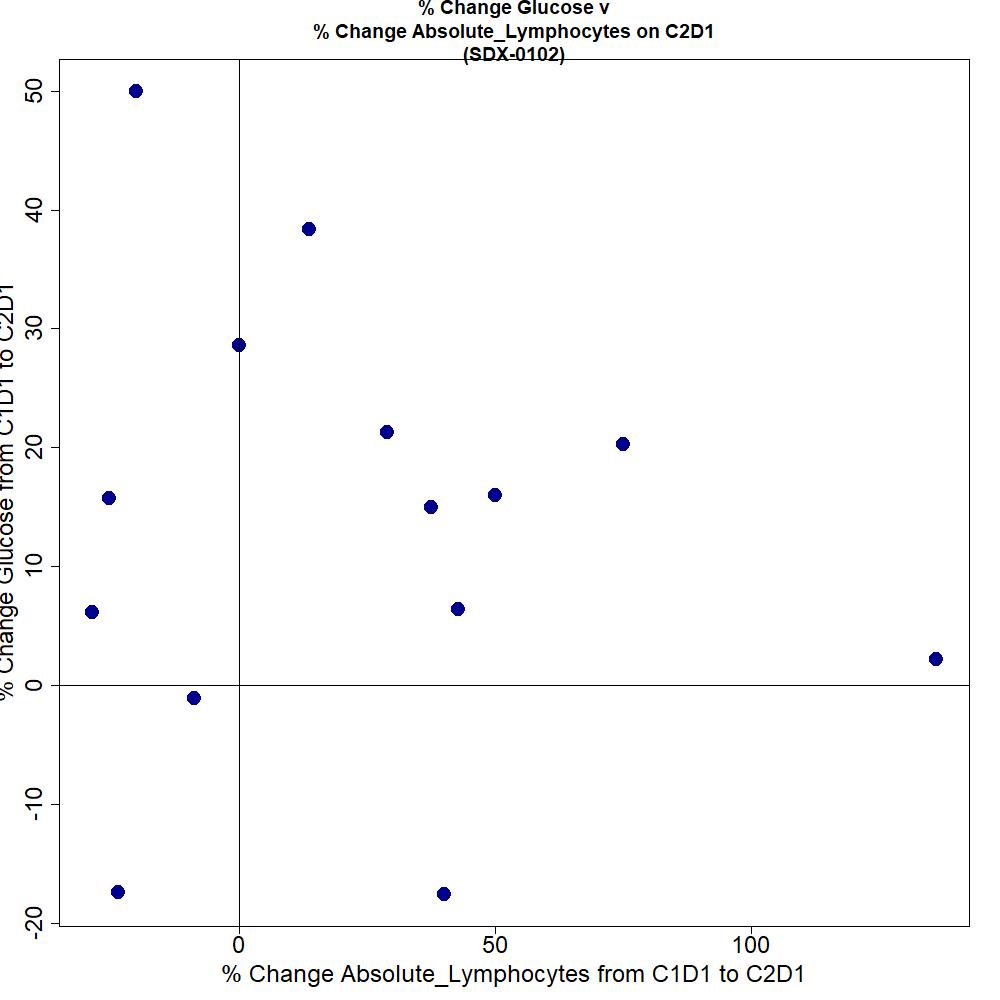 % Change Glucose v
% Change Absolute_Lymphocytes on C2D1
(SDX-0102)
% Change Glucose from C1D1 to C2D1
50
40
30
20
10
0
-10
-20
0
50
100
% Change Absolute_Lymphocytes from C1D1 to C2D1